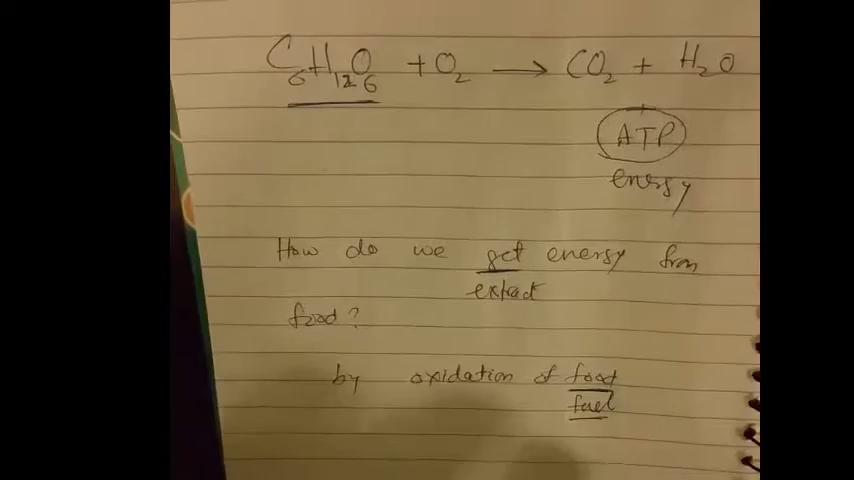 C6H12O6 + O2 → CO2 + H2O
+
ATP
energy
How do we get energy from
extract
food?
by oxidation of food
fuel